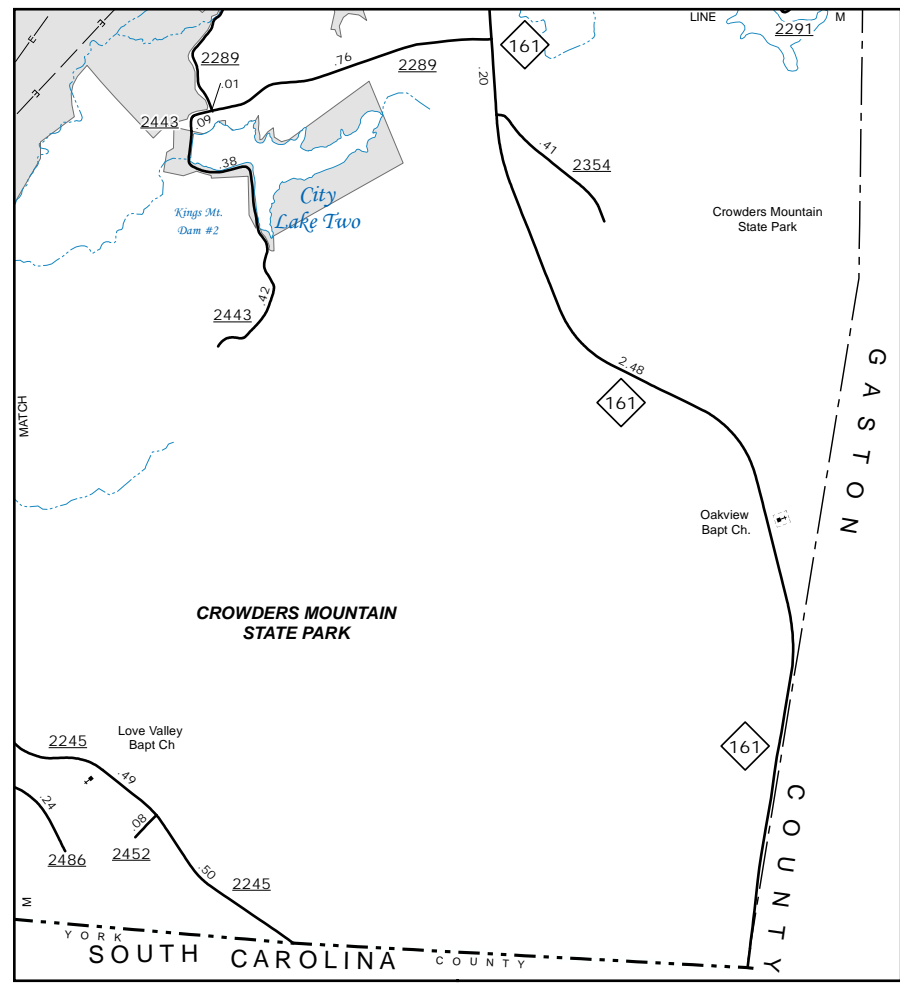 LINE
M
2291
161
2289
.76
2289
.20
E
E
E
.01
2443
.09
.38
.41
2354
City
Lake Two
Kings Mt.
Dam #2
Crowders Mountain
State Park
.42
2443
2.48
161
MATCH
GASTON
Oakview
Bapt Ch.
CROWDERS MOUNTAIN
STATE PARK
Love Valley
Bapt Ch
2245
.49
161
.24
.08
2486
2452
.50
2245
COUNTY
M
YORK
SOUTH CAROLINA
COUNTY